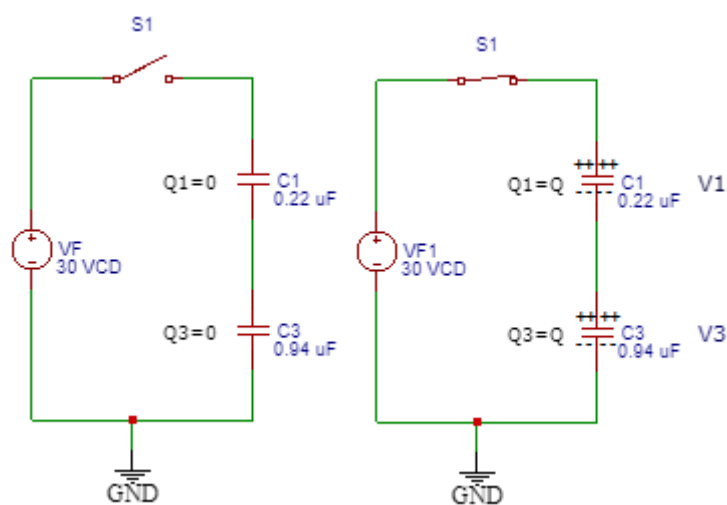 S1
Q1=0
C1
0.22 uF
VF
30 VCD
Q3=0
C3
0.94 uF
GND
S1
++ ++
Q1=Q
C1
V1
- - - -
0.22 uF
VF1
30 VCD
++ ++
Q3=Q
C3
V3
- - - -
0.94 uF
GND